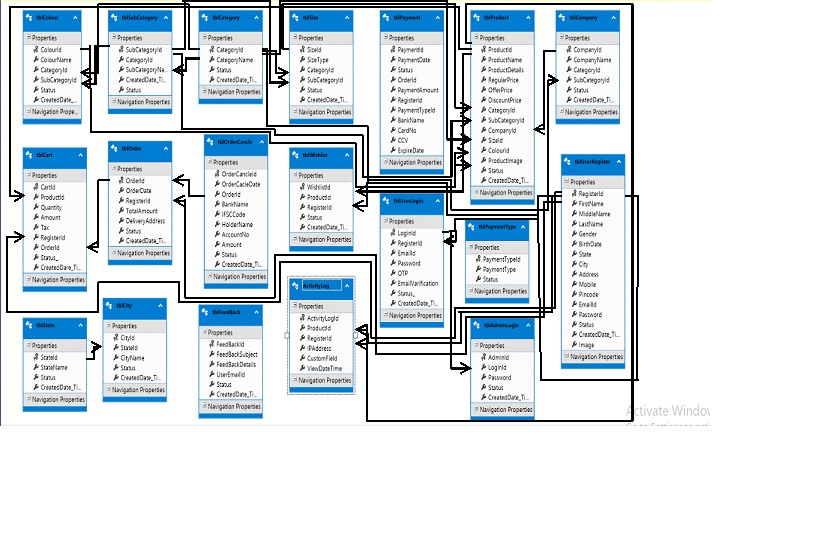 tblColour
Properties
ColourId
ColourName
CategoryId
SubCategoryId
Status
CreatedDate_...
Navigation Prope...
tblSubCategory
Properties
SubCategoryId
CategoryId
SubCategoryNa...
Status
CreatedDate_Ti...
Navigation Properties
tblCategory
Properties
CategoryId
CategoryName
Status
CreatedDate_Ti...
Navigation Properties
tblSize
Properties
SizeId
SizeType
CategoryId
SubCategoryId
Status
CreatedDate_Ti...
Navigation Properties
tblPayment
Properties
PaymentId
PaymentDate
Status
OrderId
PaymentAmount
RegisterId
PaymentTypeId
BankName
CardNo
CCV
ExpireDate
Navigation Properties
tblProduct
Properties
ProductId
ProductName
ProductDetails
RegularPrice
OfferPrice
DiscountPrice
CategoryId
SubCategoryId
CompanyId
SizeId
ColourId
ProductImage
Status
CreatedDate_Ti...
Navigation Properties
tblCompany
Properties
CompanyId
CompanyName
CategoryId
Status
CreatedDate_Ti...
Navigation Properties
tblCart
Properties
CartId
ProductId
Quantity
Amount
Tax
RegisterId
OrderId
Status_
CreatedDare_Ti...
Navigation Properties
tblOrder
Properties
OrderId
OrderDate
RegisterId
TotalAmount
DeliveryAddress
Status
CreatedDate_Ti...
Navigation Properties
tblOrderCancle
Properties
OrderCancleId
OrderCacleDate
OrderId
BankName
IFSCCode
HolderName
AccountNo
Amount
Status
CreatedDate_Ti...
Navigation Properties
tblWishlist
Properties
WhislistId
ProductId
RegisterId
Status
CreatedDate_Ti...
Navigation Properties
tblUserLogin
Properties
LoginId
RegisterId
EmailId
Password
OTP
EmailVarification
Status_
CreatedDate_Ti...
Navigation Properties
tblPaymentType
Properties
PaymentTypeId
PaymentType
Status
Navigation Properties
tblUserRegister
Properties
RegisterId
FirstName
MiddleName
LastName
Gender
BirthDate
State
City
Address
Mobile
Pincode
EmailId
Password
Status
CreatedDate_Ti...
Image
Navigation Properties
tblState
Properties
StateId
StateName
Status
CreatedDate_Ti...
Navigation Properties
tblCity
Properties
CityId
StateId
CityName
Status
CreatedDate_Ti...
Navigation Properties
tblFeedBack
Properties
FeedBackId
FeedBackSubject
FeedBackDetails
UserEmailId
Status
CreatedDate_Ti...
Navigation Properties
ActivityLog
Properties
ActivityLogId
ProductId
RegisterId
IPAddress
CustomField
ViewDateTime
Navigation Properties
tblAdminLogin
Properties
AdminId
LoginId
Password
Status
CreatedDate_Ti...
Navigation Properties
Activate Window